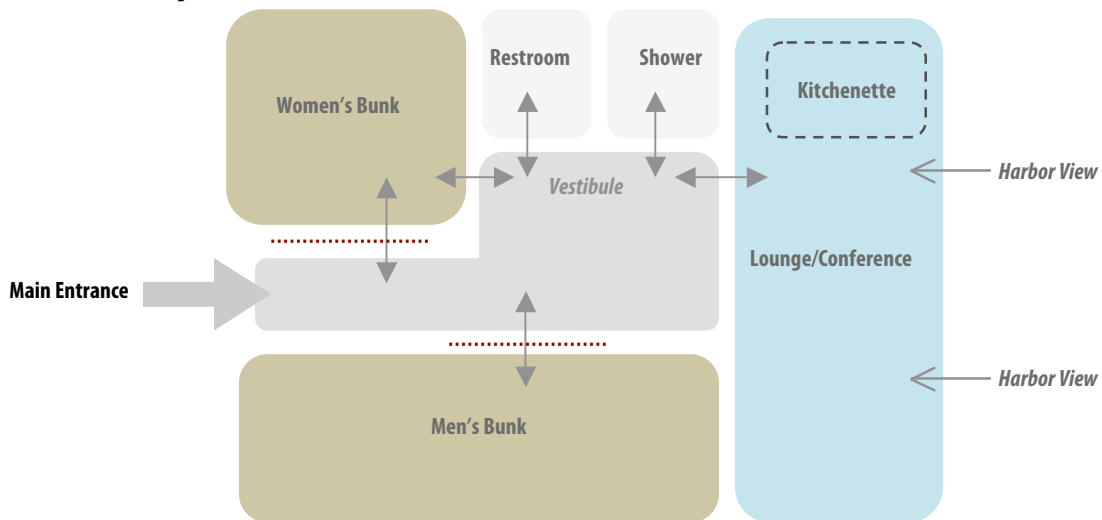 Restroom
Shower
Kitchenette
Women’s Bunk
Harbor View
Vestibule
Lounge/Conference
Main Entrance
Harbor View
Men’s Bunk